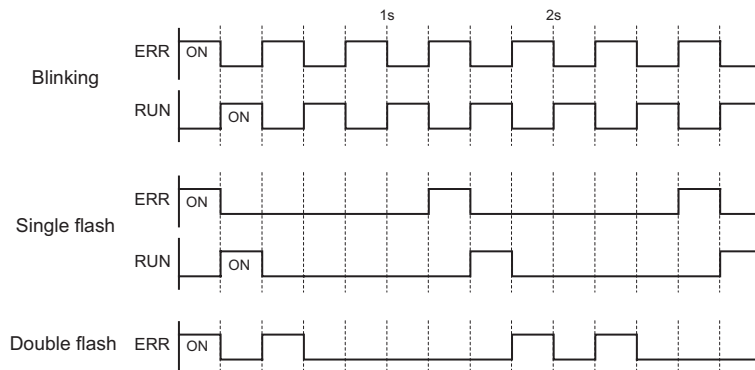 1s 2s
ERR ON
Blinking
RUN ON
ERR ON
Single flash
RUN ON
Double flash ERR ON